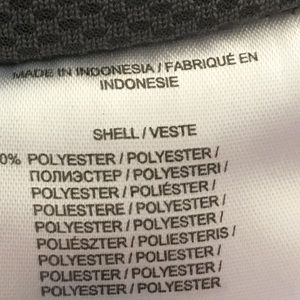 MADE IN INDONESIA / FABRIQUÉ EN
INDONESIE
SHELL / VESTE
0% POLYESTER / POLYESTER /
ПОЛИЭСТЕР / POLYESTERI /
POLYESTER / POLIÉSTER /
POLIESTERE / POLYESTER /
POLYESTER / POLYESTER /
POLIÉSZTER / POLIESTERIS /
POLYESTER / POLYESTER /
POLIESTER / POLYESTER /
POLYESTER / POLYESTER